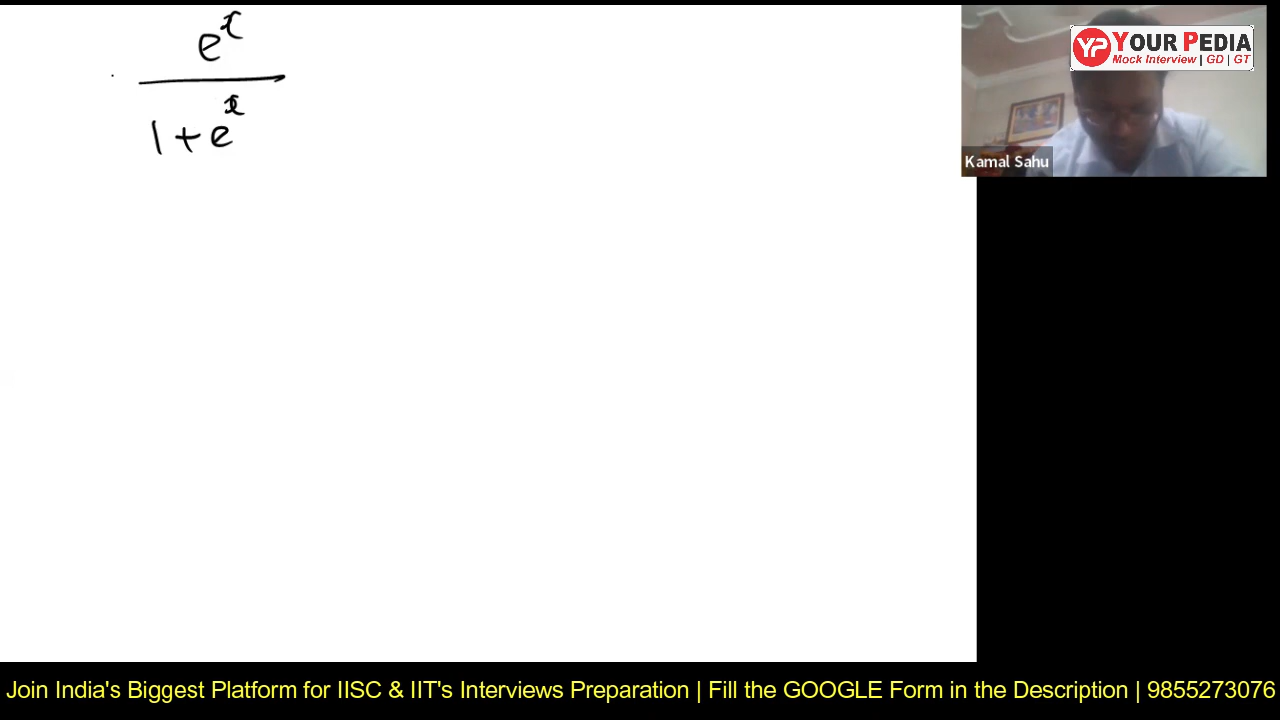 e^x
1+e^x
YP YOUR PEDIA
Mock Interview | GD | GT
Kamal Sahu
Join India's Biggest Platform for IISC & IIT's Interviews Preparation | Fill the GOOGLE Form in the Description | 9855273076